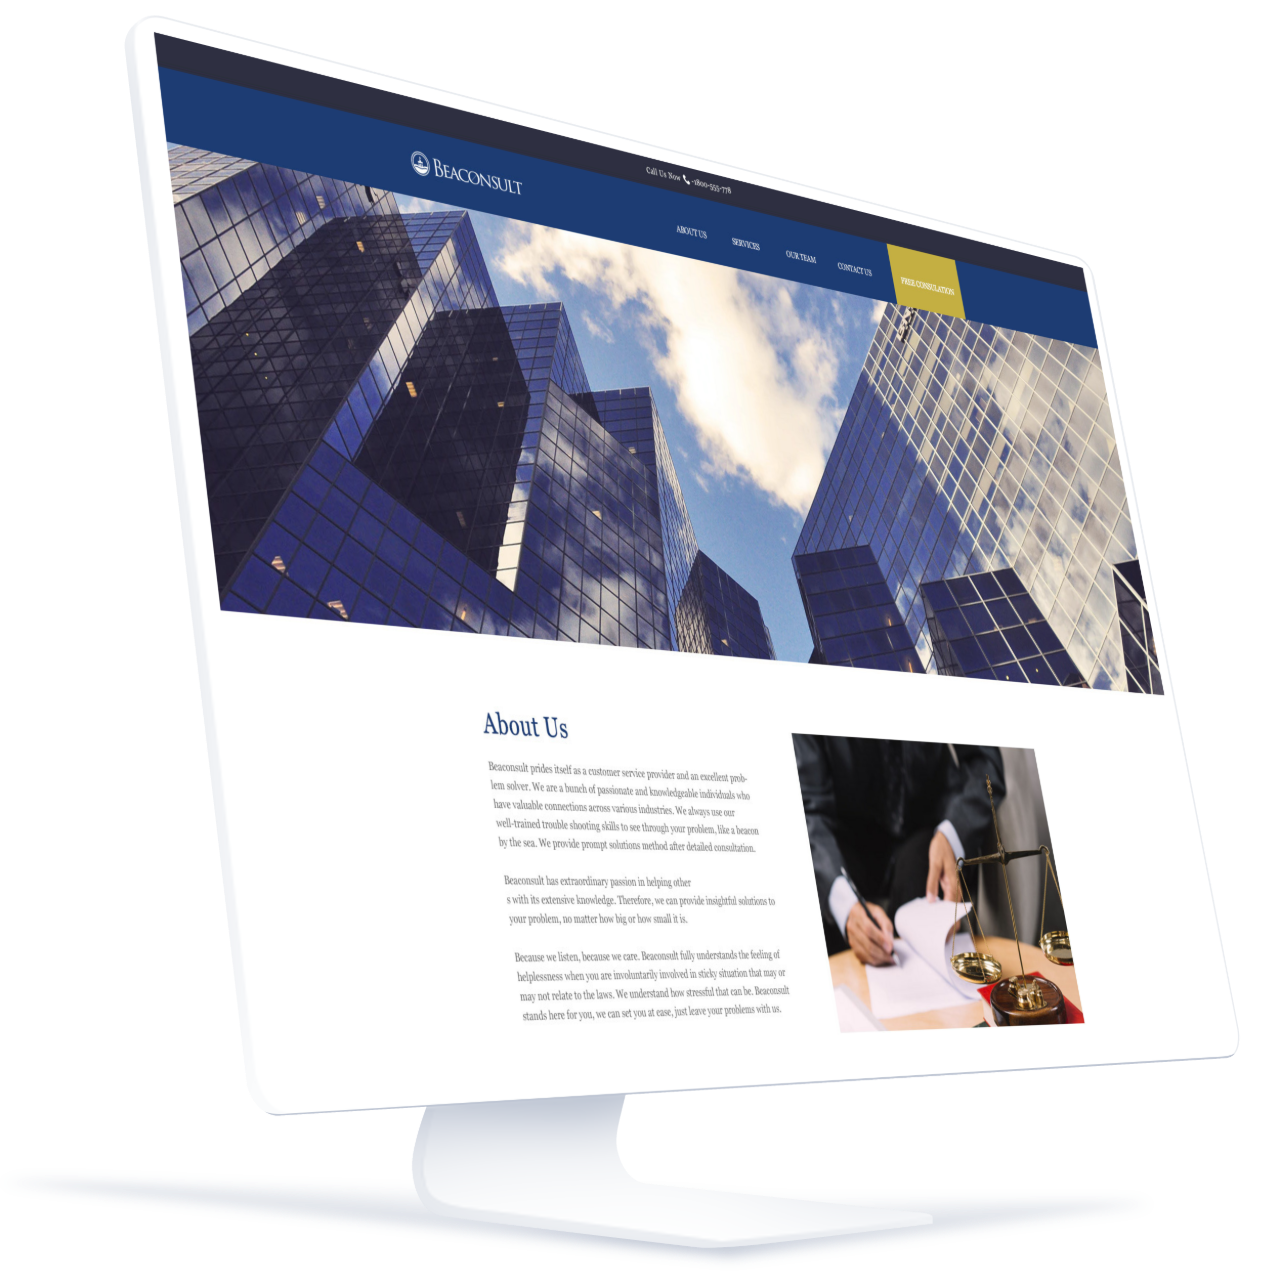 Call Us Now -1800-555-778
BEACONSULT
ABOUT US
SERVICES
OUR TEAM
CONTACT US
FREE CONSULATION
About Us
Beaconsult prides itself as a customer service provider and an excellent prob-
lem solver. We are a bunch of passionate and knowledgeable individuals who
have valuable connections across various industries. We always use our
well-trained trouble shooting skills to see through your problem, like a beacon
by the sea. We provide prompt solutions method after detailed consultation.
Beaconsult has extraordinary passion in helping other
s with its extensive knowledge. Therefore, we can provide insightful solutions to
your problem, no matter how big or how small it is.
Because we listen, because we care. Beaconsult fully understands the feeling of
helplessness when you are involuntarily involved in sticky situation that may or
may not relate to the laws. We understand how stressful that can be. Beaconsult
stands here for you, we can set you at ease, just leave your problems with us.